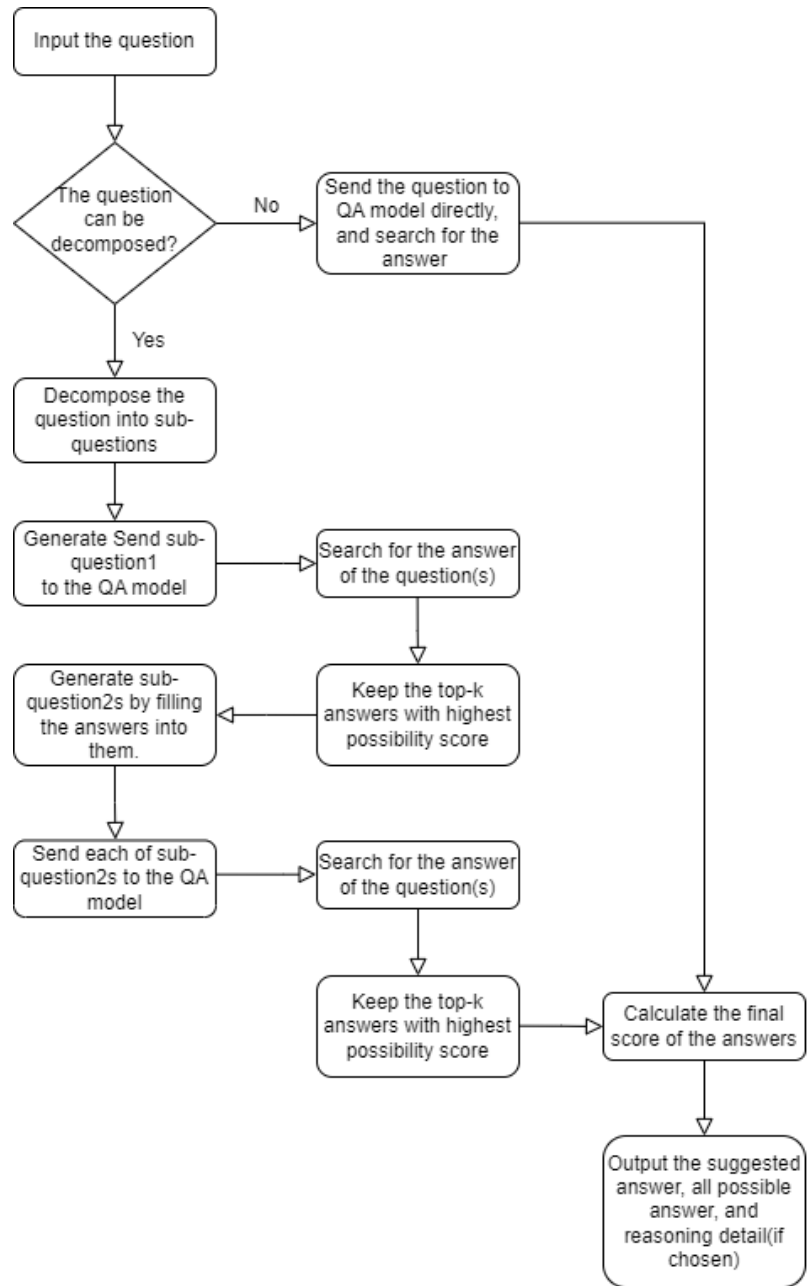 Input the question
The question
can be
decomposed?
No
Send the question to
QA model directly,
and search for the
answer
Yes
Decompose the
question into sub-
questions
Generate Send sub-
question1
to the QA model
Search for the answer
of the question(s)
Keep the top-k
answers with highest
possibility score
Generate sub-
question2s by filling
the answers into
them.
Send each of sub-
question2s to the QA
model
Search for the answer
of the question(s)
Keep the top-k
answers with highest
possibility score
Calculate the final
score of the answers
Output the suggested
answer, all possible
answer, and
reasoning detail(if
chosen)